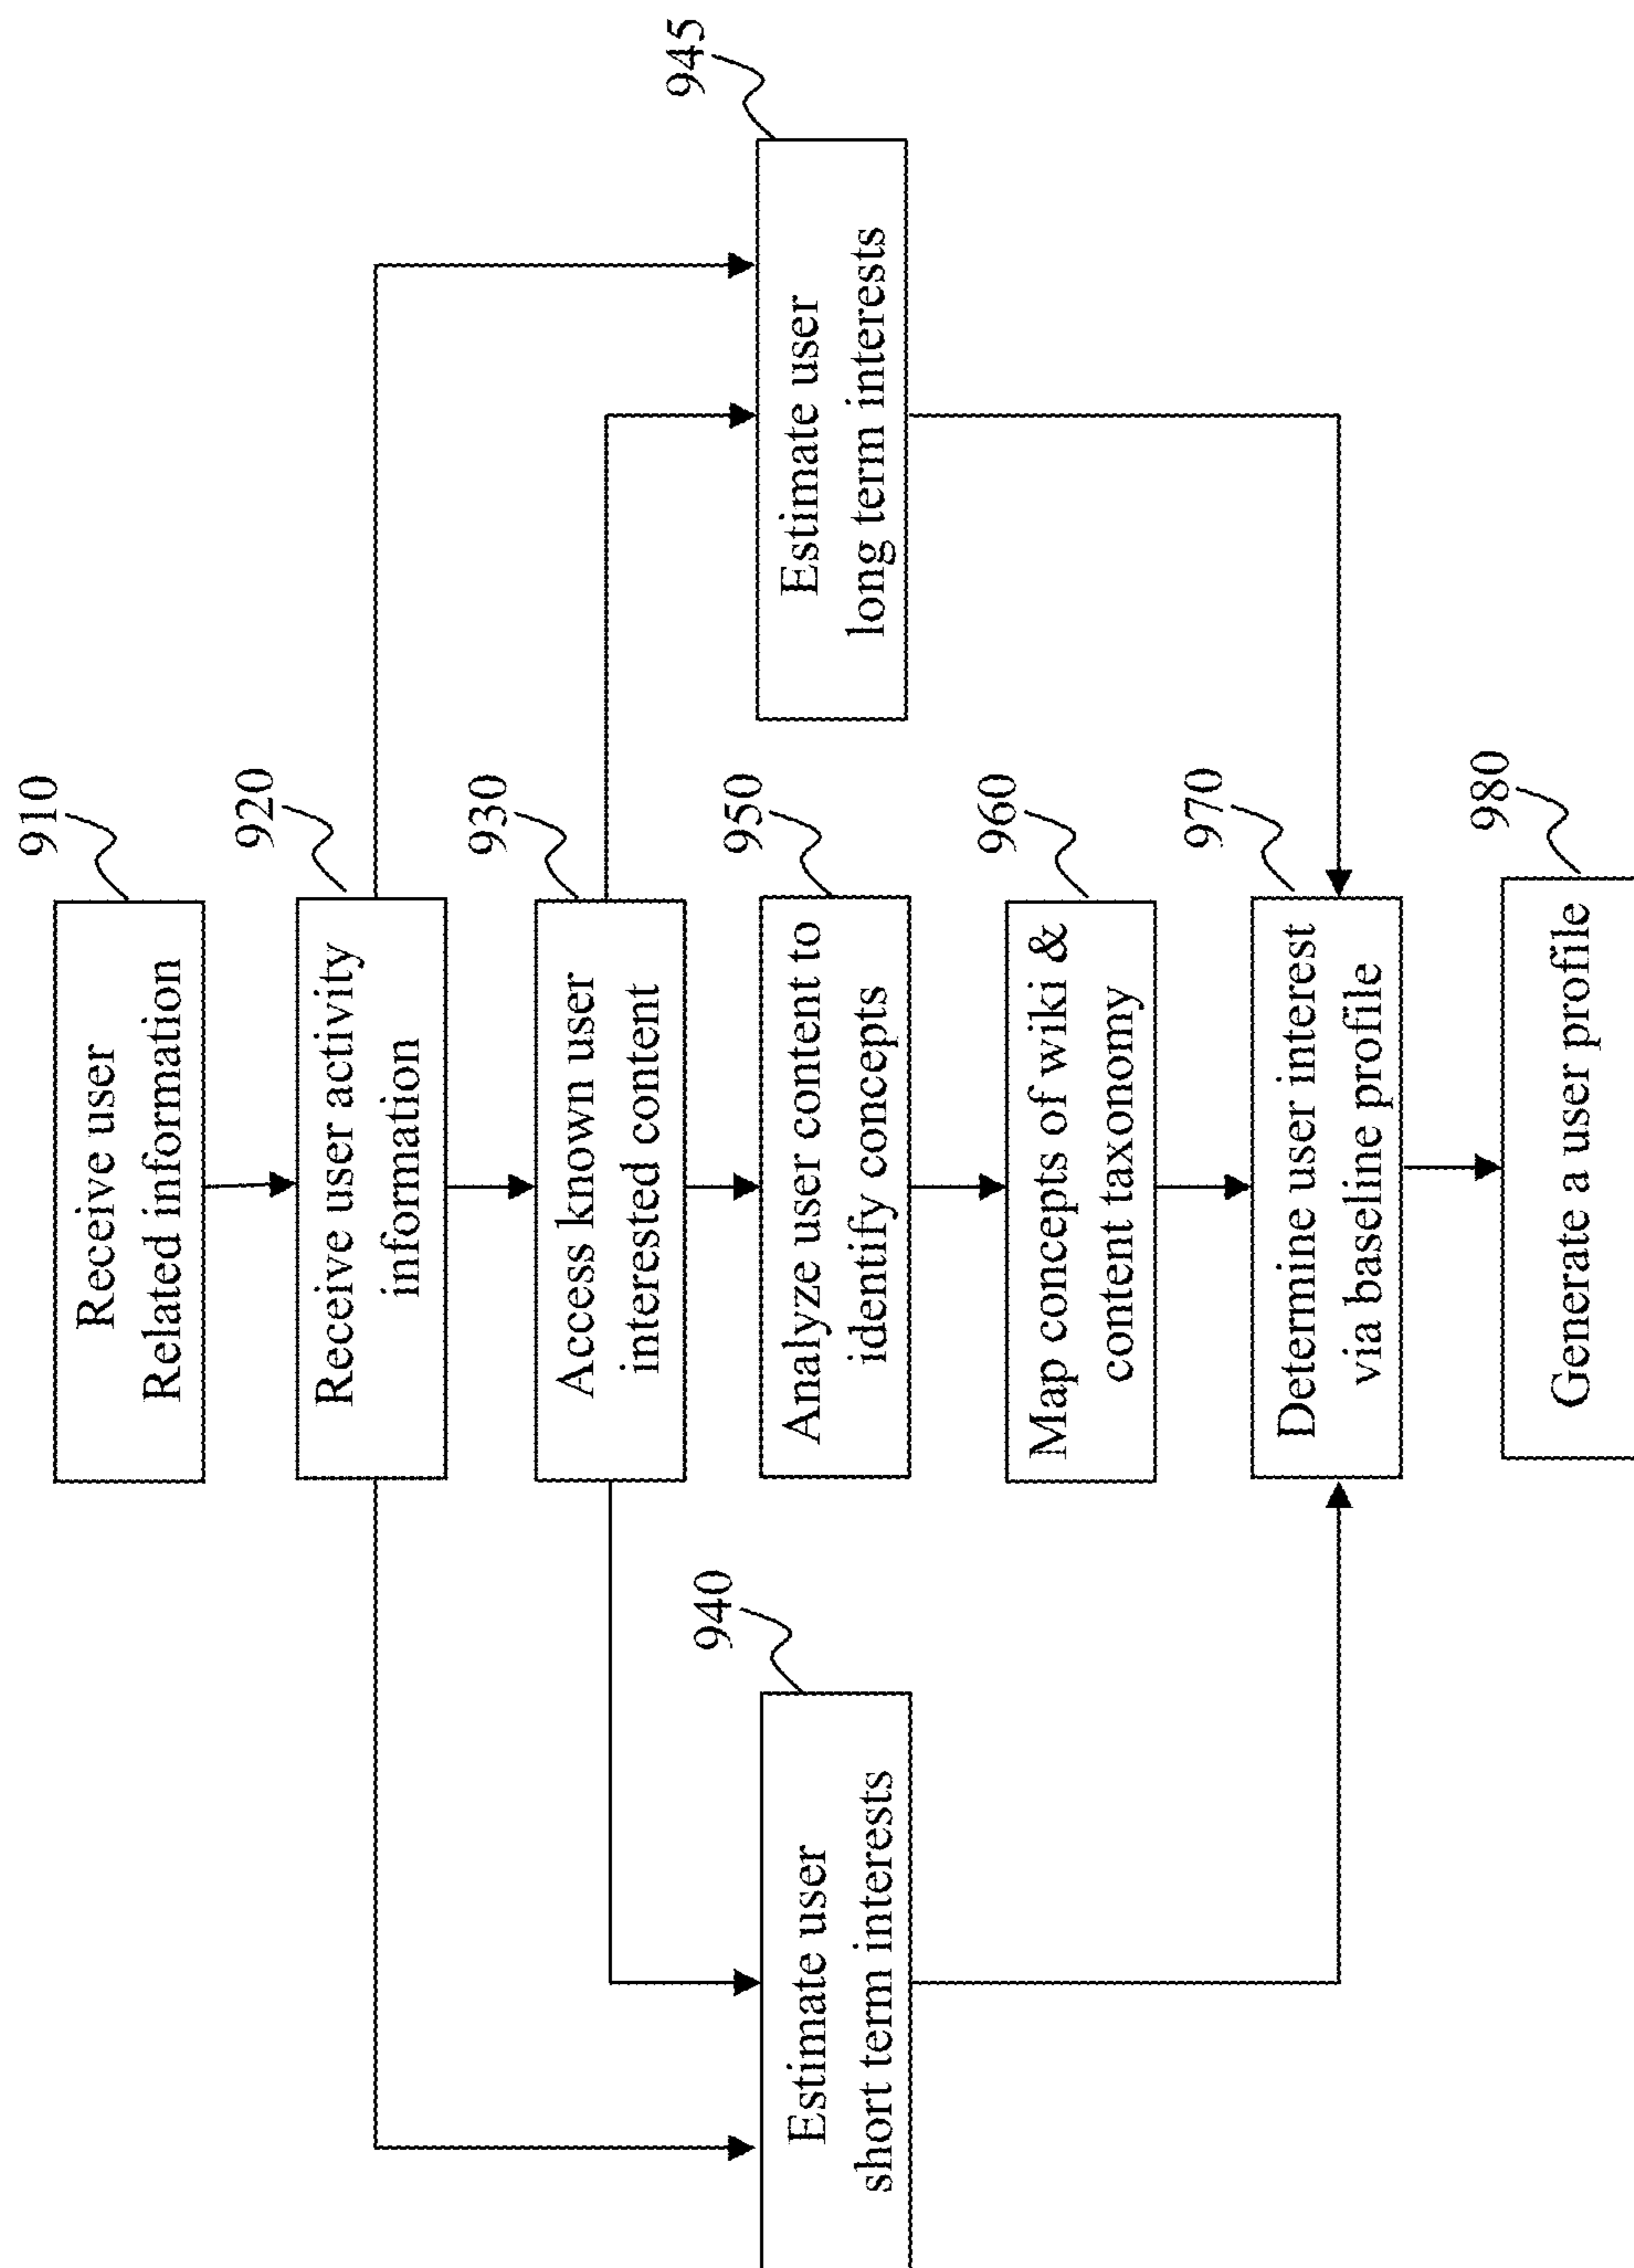 910
Receive user
Related information
920
Receive user activity
information
930
Access known user
interested content
940
Estimate user
short term interests
950
Analyze user content to
identify concepts
945
Estimate user
long term interests
960
Map concepts of wiki &
content taxonomy
970
Determine user interest
via baseline profile
980
Generate a user profile